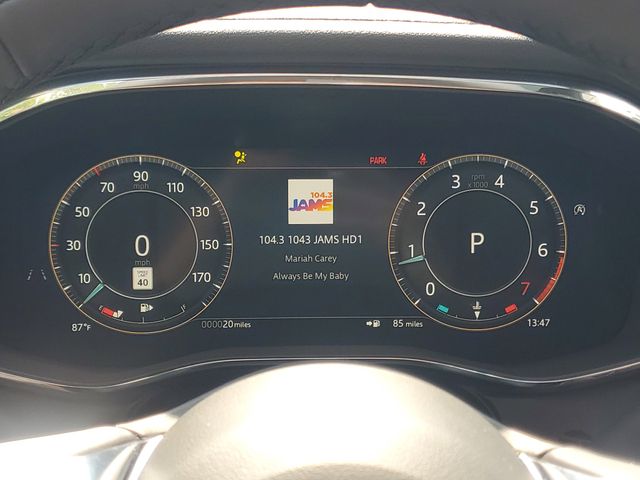 PARK
104.3
JAMS
104.3 1043 JAMS HD1
Mariah Carey
Always Be My Baby
10 30 50 70 90 110 130 150 170
mph
0
mph
SPEED LIMIT
40
E F
87°F
000020 miles
0 1 2 3 4 5 6 7
rpm
x1000
P
A
85 miles
13:47